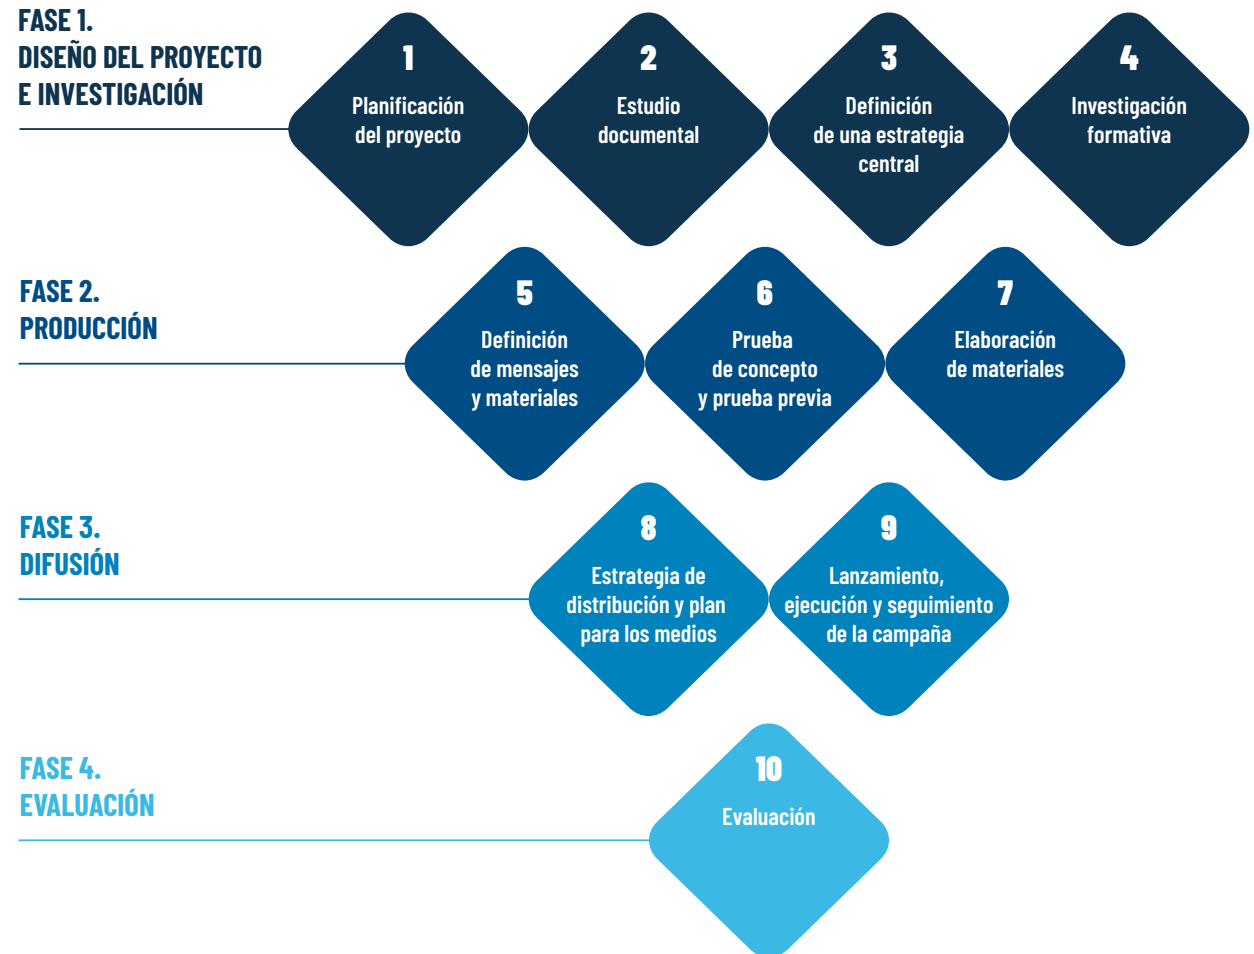 FASE 1.
DISEÑO DEL PROYECTO
E INVESTIGACIÓN
1
Planificación
del proyecto
2
Estudio
documental
3
Definición
de una estrategia
central
4
Investigación
formativa
FASE 2.
PRODUCCIÓN
5
Definición
de mensajes
y materiales
6
Prueba
de concepto
y prueba previa
7
Elaboración
de materiales
FASE 3.
DIFUSIÓN
8
Estrategia de
distribución y plan
para los medios
9
Lanzamiento,
ejecución y seguimiento
de la campaña
FASE 4.
EVALUACIÓN
10
Evaluación